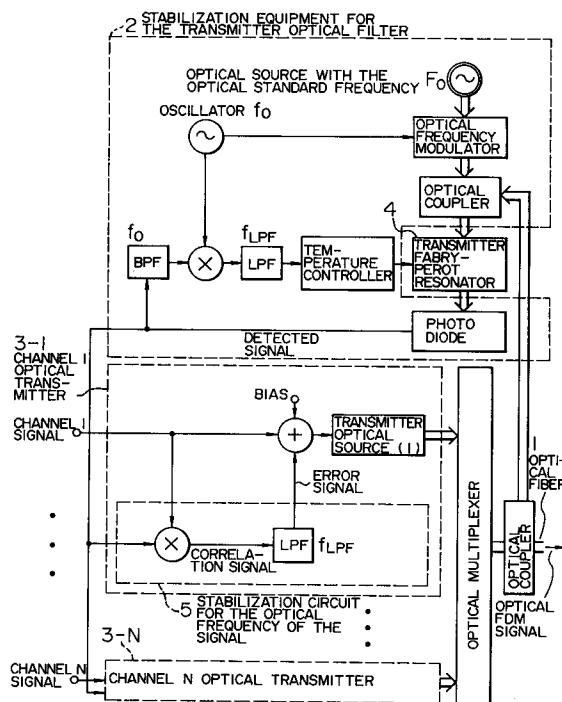 2 STABILIZATION EQUIPMENT FOR
THE TRANSMITTER OPTICAL FILTER
OPTICAL SOURCE WITH THE
OPTICAL STANDARD FREQUENCY
F0
OSCILLATOR f0
OPTICAL
FREQUENCY
MODULATOR
OPTICAL
COUPLER
4
f0
BPF
fLPF
LPF
TEM-
PERATURE
CONTROLLER
TRANSMITTER
FABRY-
PEROT
RESONATOR
PHOTO
DIODE
DETECTED
SIGNAL
3-1
CHANNEL 1
OPTICAL
TRANS-
MITTER
BIAS
CHANNEL 1
SIGNAL
TRANSMITTER
OPTICAL
SOURCE (1)
ERROR
SIGNAL
CORRELA-
TION SIGNAL
LPF
fLPF
5 STABILIZATION CIRCUIT
FOR THE OPTICAL
FREQUENCY OF THE
SIGNAL
OPTICAL MULTIPLEXER
1
OPTI-
CAL
FIBER
OPTICAL
COUPLER
OPTICAL
FDM
SIGNAL
3-N
CHANNEL N
SIGNAL
CHANNEL N OPTICAL TRANSMITTER